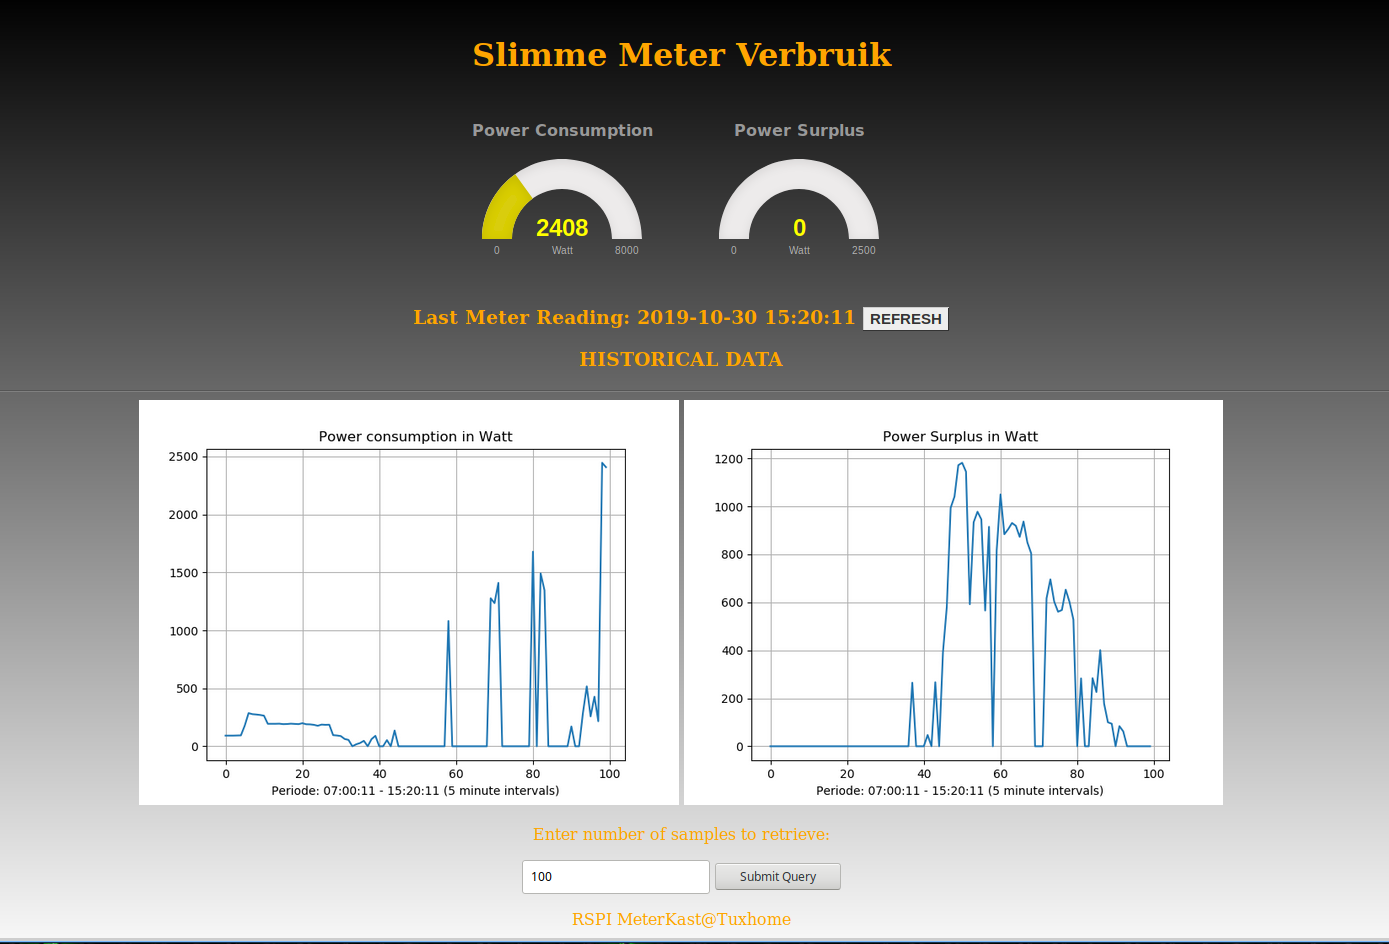 Slimme Meter Verbruik
Power Consumption
2408
0 Watt 8000
Power Surplus
0
0 Watt 2500
Last Meter Reading: 2019-10-30 15:20:11 REFRESH
HISTORICAL DATA
Power consumption in Watt
2500
2000
1500
1000
500
0
0 20 40 60 80 100
Periode: 07:00:11 - 15:20:11 (5 minute intervals)
Power Surplus in Watt
1200
1000
800
600
400
200
0
0 20 40 60 80 100
Periode: 07:00:11 - 15:20:11 (5 minute intervals)
Enter number of samples to retrieve:
100 Submit Query
RSPI MeterKast@Tuxhome